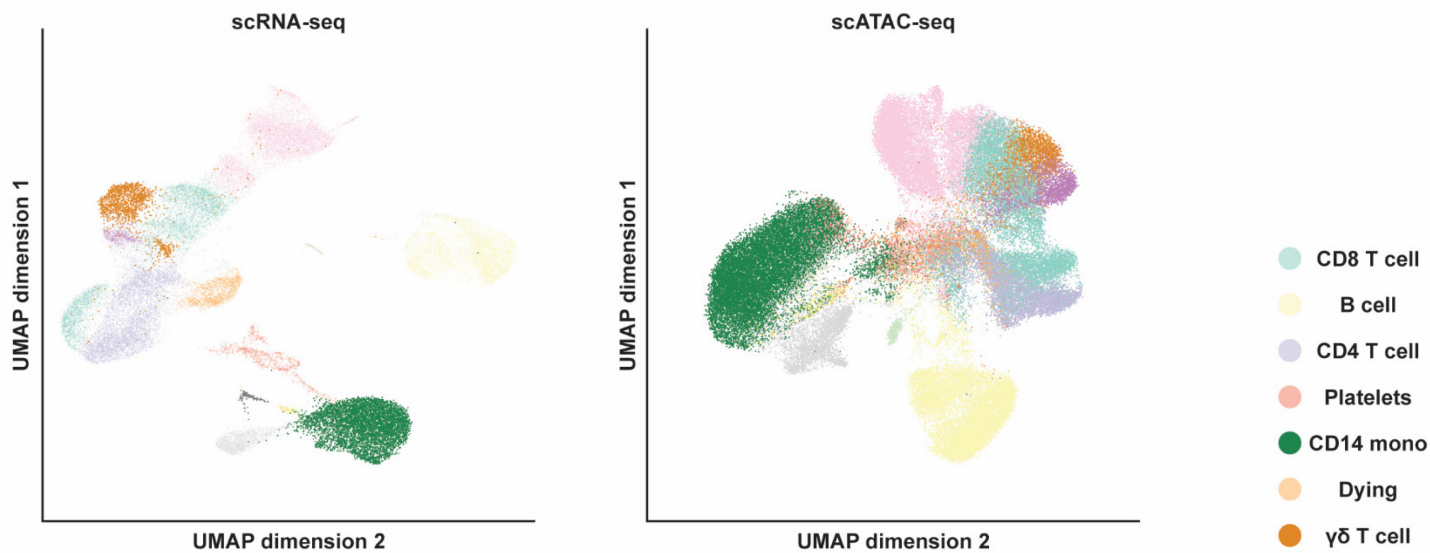 scRNA-seq
scATAC-seq
UMAP dimension 1
UMAP dimension 2
UMAP dimension 1
UMAP dimension 2
CD8 T cell
B cell
CD4 T cell
Platelets
CD14 mono
Dying
γδ T cell